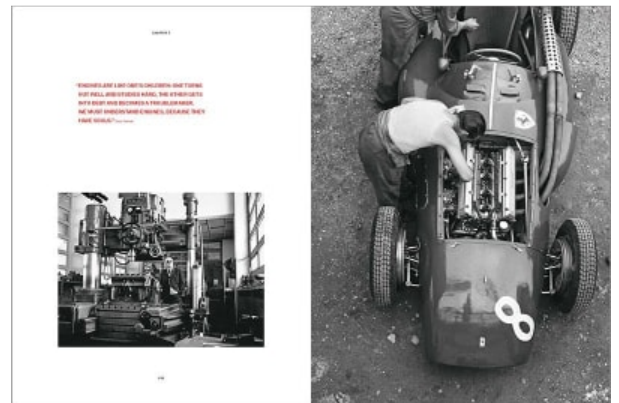 "ENGINES ARE LIKE ONE'S CHILDREN: ONE TURNS
OUT WELL AND STUDIES HARD, THE OTHER GETS
INTO DEBT AND BECOMES A TROUBLEMAKER.
WE MUST UNDERSTAND ENGINES, BECAUSE THEY
HAVE SOULS."
8